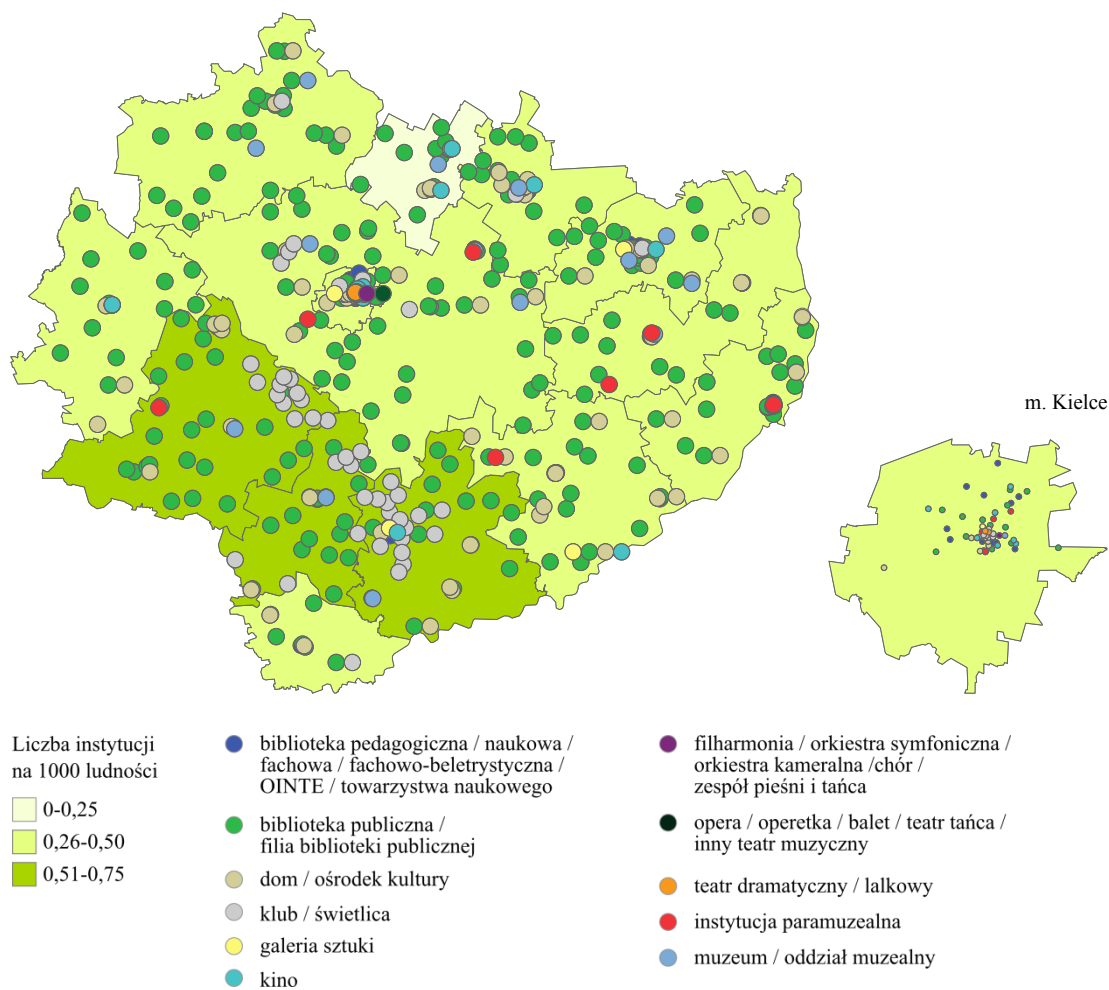 m. Kielce
Liczba instytucji
na 1000 ludności
0-0,25
0,26-0,50
0,51-0,75
biblioteka pedagogiczna / naukowa /
fachowa / fachowo-beletrystyczna /
OINTE / towarzystwa naukowego
biblioteka publiczna /
filia biblioteki publicznej
dom / ośrodek kultury
klub / świetlica
galeria sztuki
kino
filharmonia / orkiestra symfoniczna /
orkiestra kameralna /chór /
zespół pieśni i tańca
opera / operetka / balet / teatr tańca /
inny teatr muzyczny
teatr dramatyczny / lalkowy
instytucja paramuzealna
muzeum / oddział muzealny